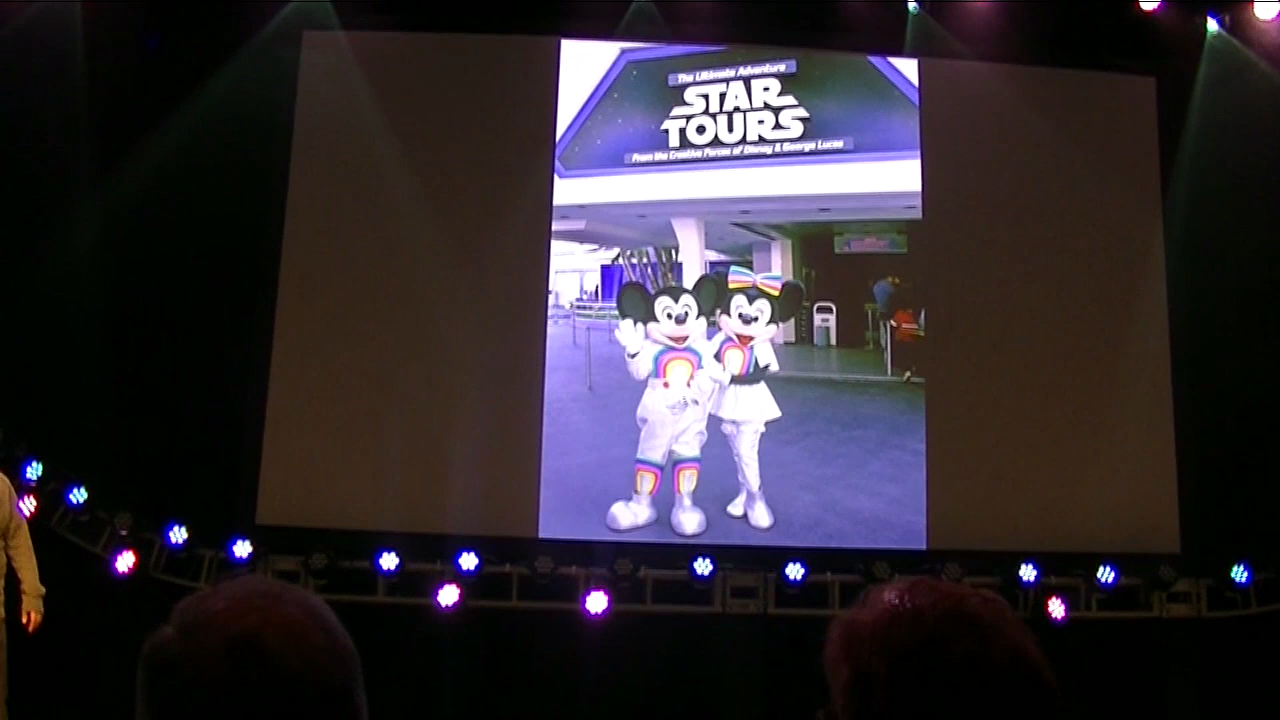 The Ultimate Adventure
STAR
TOURS
From the Creative Forces of Disney & George Lucas